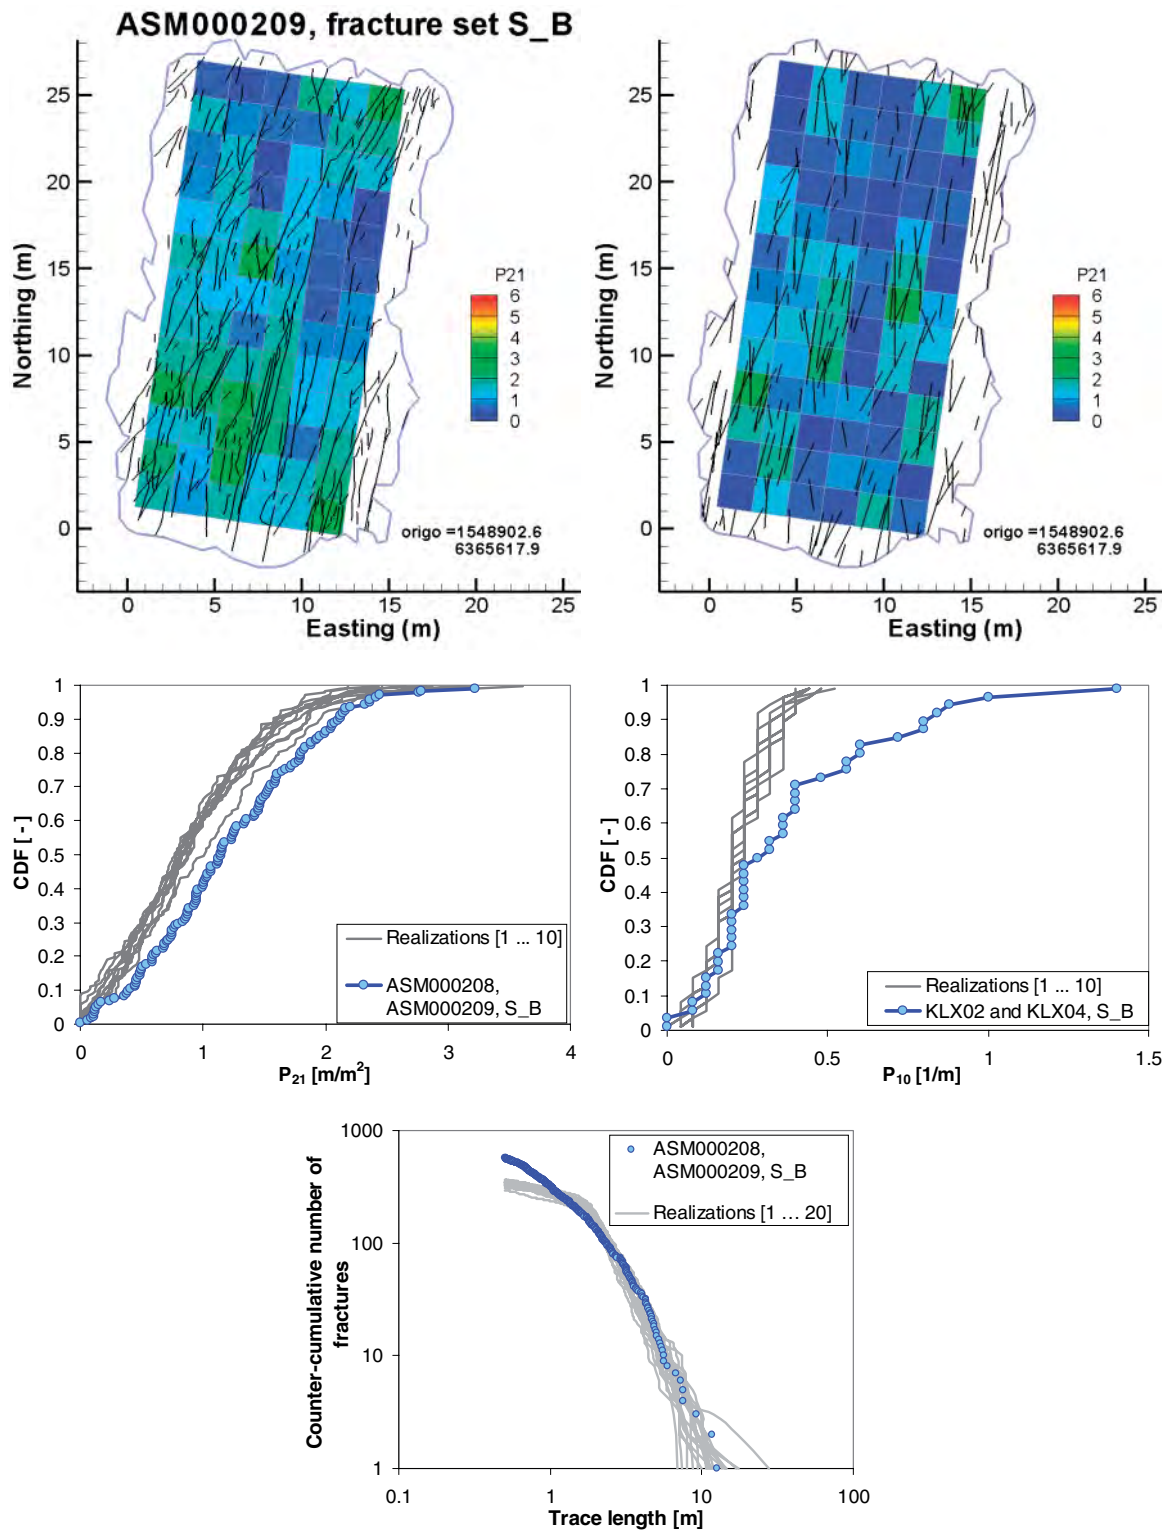 ASM000209, fracture set S_B
25
20
15
10
5
0
Northing (m)
P21
6
5
4
3
2
1
0
origo =1548902.6
6365617.9
0 5 10 15 20 25
Easting (m)
25
20
15
10
5
0
Northing (m)
P21
6
5
4
3
2
1
0
origo =1548902.6
6365617.9
0 5 10 15 20 25
Easting (m)
1
0.9
0.8
0.7
0.6
0.5
0.4
0.3
0.2
0.1
0
CDF [ - ]
Realizations [1 ... 10]
ASM000208,
ASM000209, S_B
0 1 2 3 4
P21 [m/m²]
1
0.9
0.8
0.7
0.6
0.5
0.4
0.3
0.2
0.1
0
CDF [ - ]
Realizations [1 ... 10]
KLX02 and KLX04, S_B
0 0.5 1 1.5
P10 [1/m]
1000
100
10
1
Counter-cumulative number of
fractures
ASM000208,
ASM000209, S_B
Realizations [1 ... 20]
0.1 1 10 100
Trace length [m]